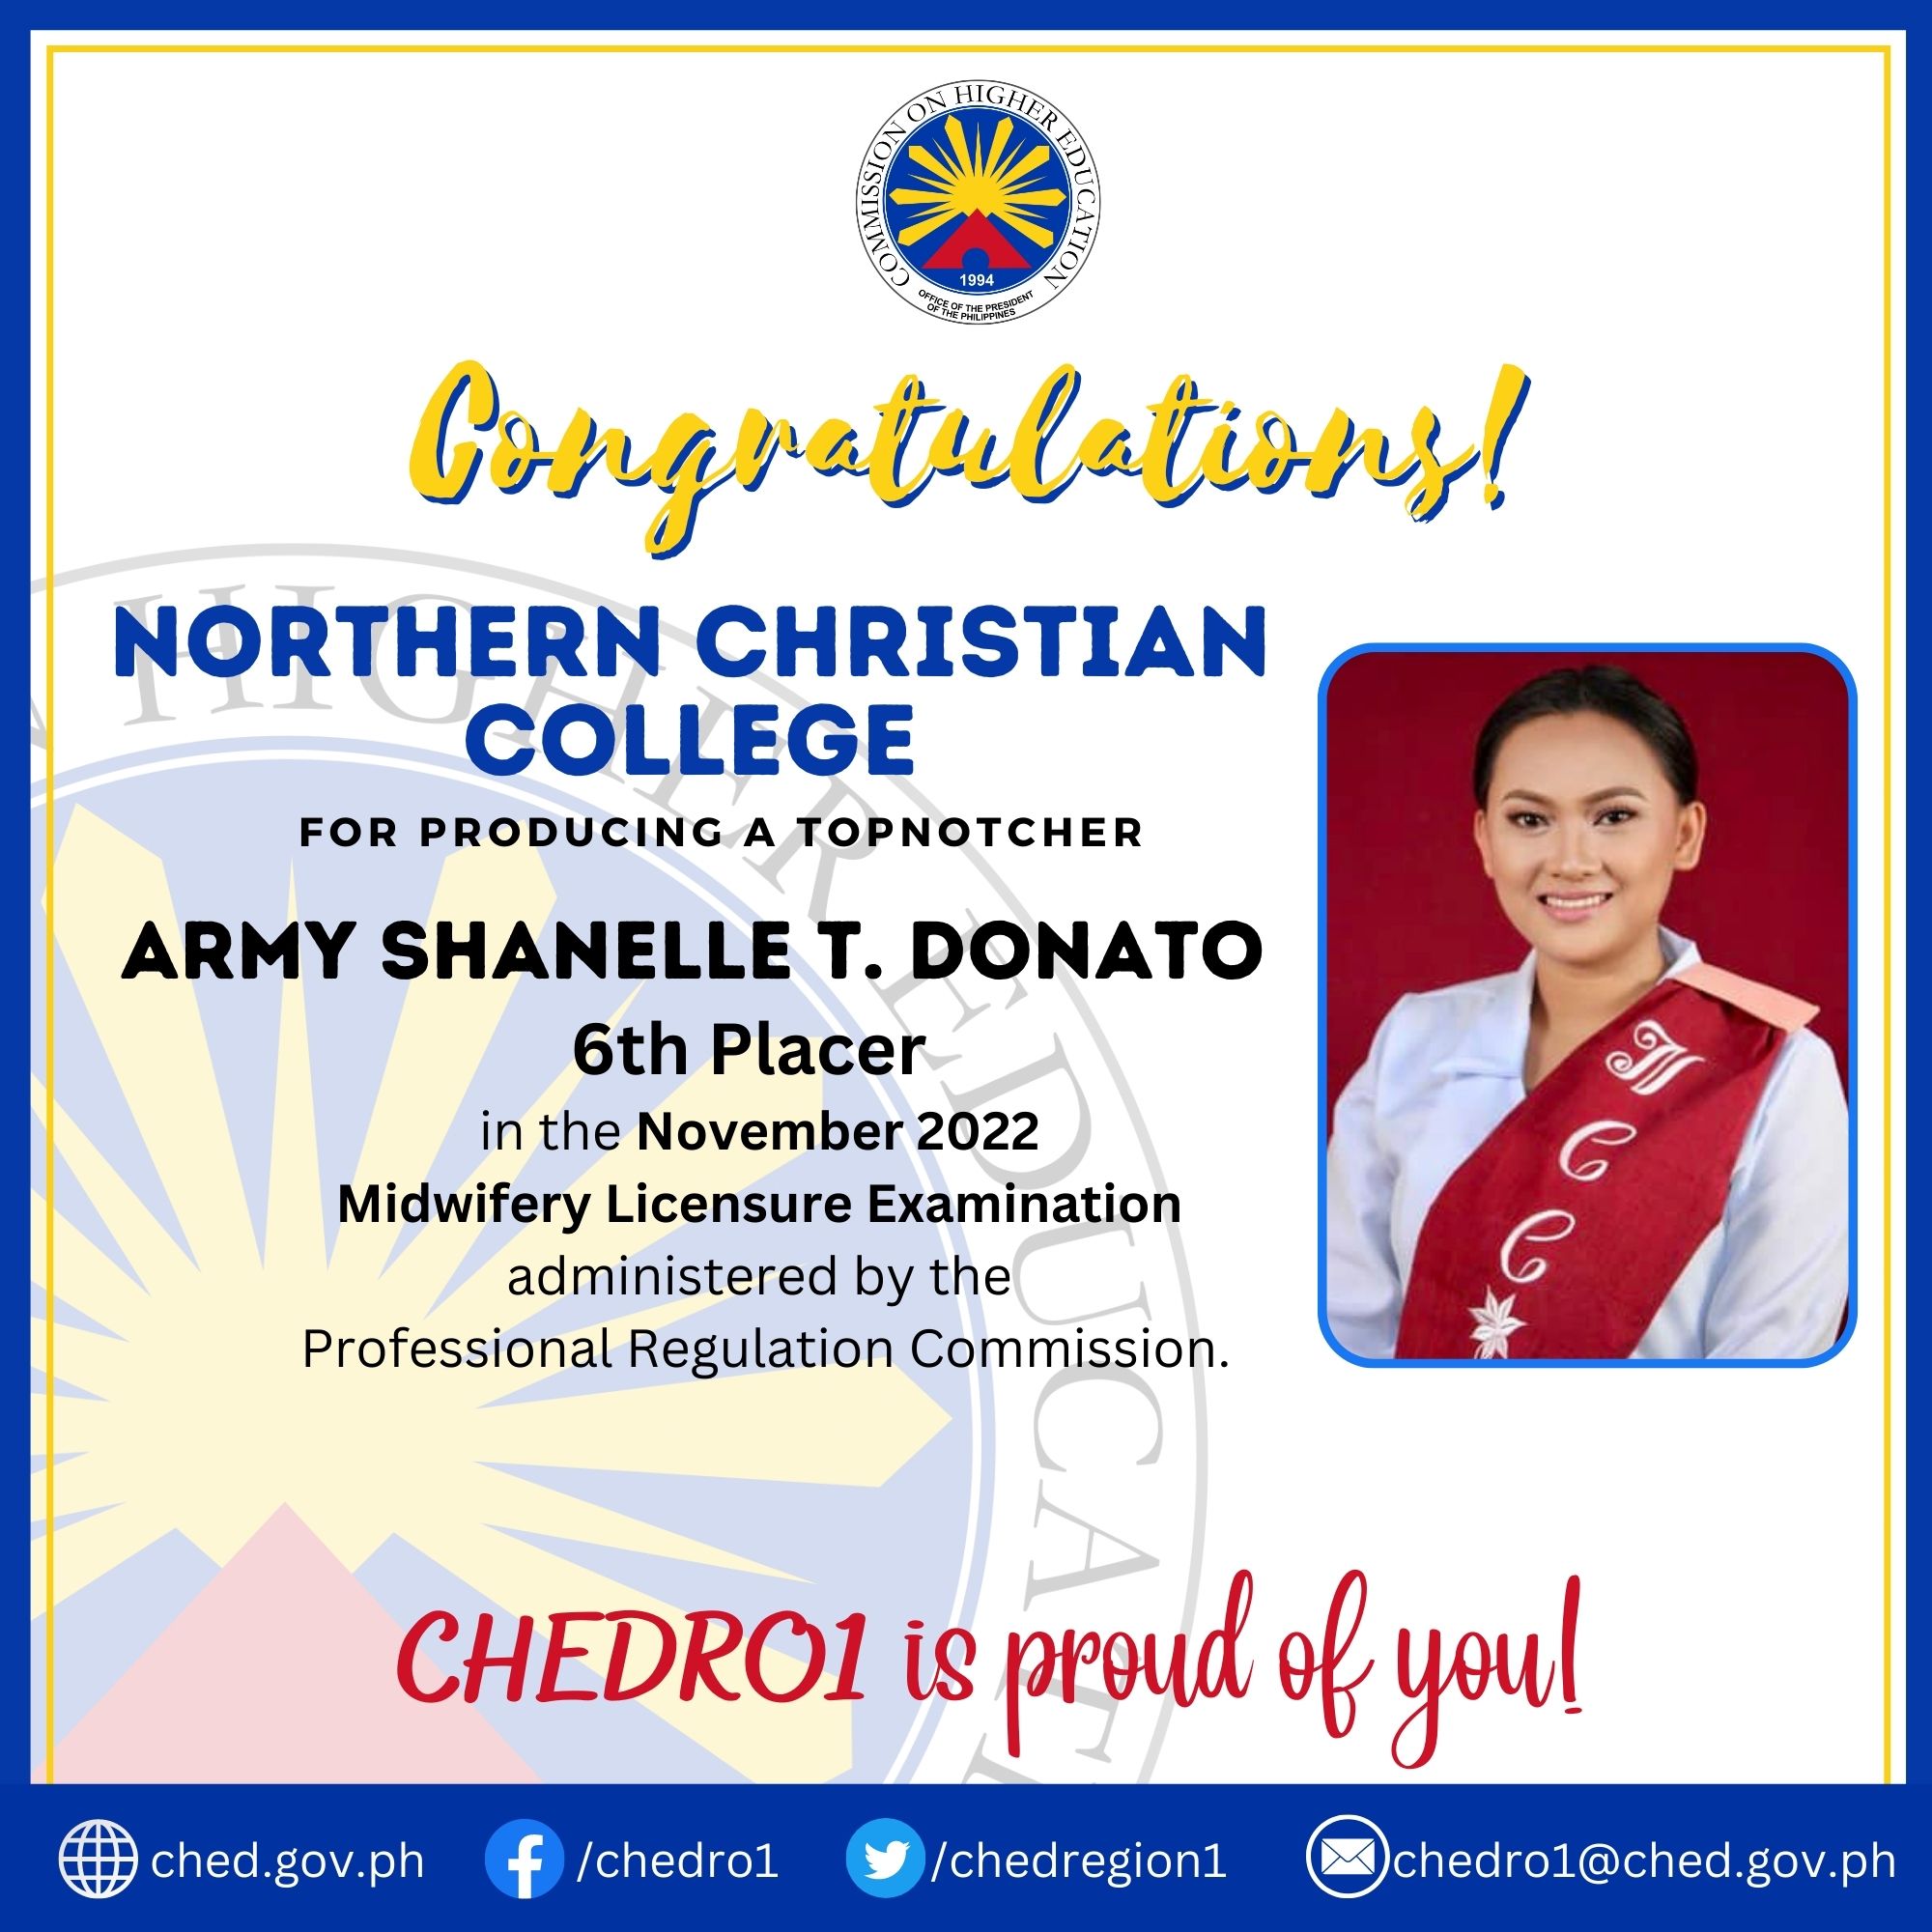 COMMISSION ON HIGHER EDUCATION
1994
OFFICE OF THE PRESIDENT
OF THE PHILIPPINES
Congratulations!
NORTHERN CHRISTIAN
COLLEGE
FOR PRODUCING A TOPNOTCHER
ARMY SHANELLE T. DONATO
6th Placer
in the November 2022
Midwifery Licensure Examination
administered by the
Professional Regulation Commission.
N
C
C
HIGHER EDUCATI
CHEDRO1 is proud of you!
ched.gov.ph
/chedro1
/chedregion1
chedro1@ched.gov.ph